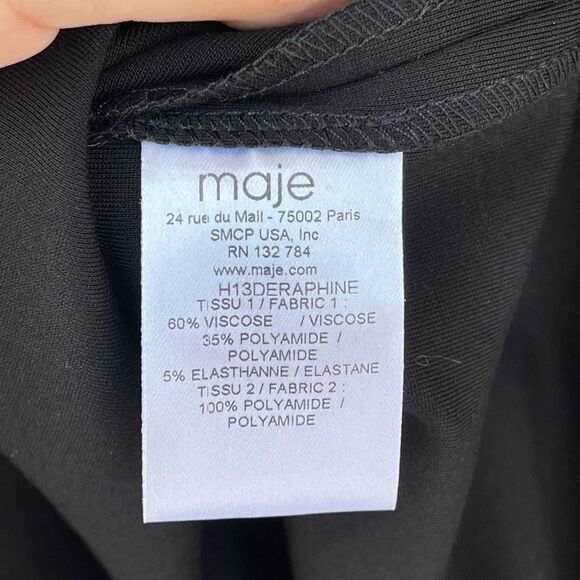 maje
24 rue du Mail - 75002 Paris
SMCP USA, Inc
RN 132 784
www.maje.com
H13DERAPHINE
TISSU 1 / FABRIC 1 :
60% VISCOSE / VISCOSE
35% POLYAMIDE /
POLYAMIDE
5% ELASTHANNE / ELASTANE
TISSU 2 / FABRIC 2 :
100% POLYAMIDE /
POLYAMIDE